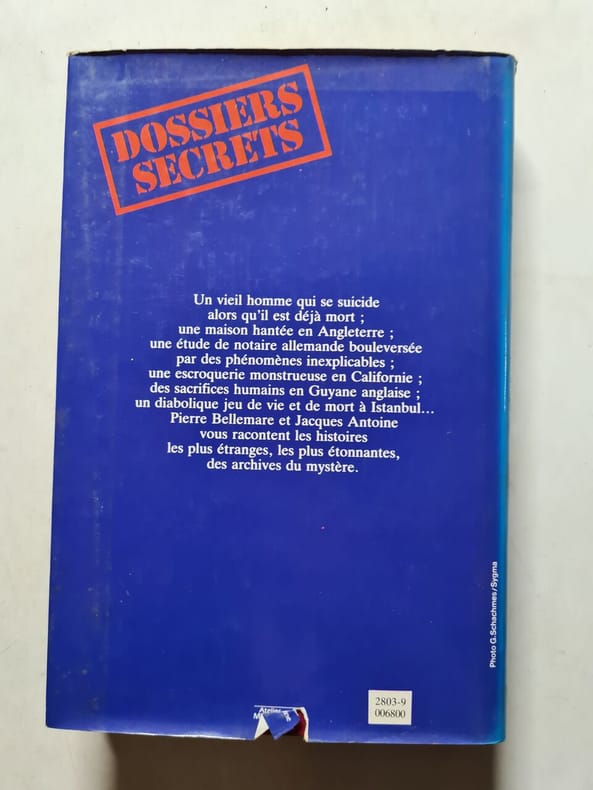 DOSSIERS
SECRETS
Un vieil homme qui se suicide
alors qu'il est déjà mort ;
une maison hantée en Angleterre ;
une étude de notaire allemande bouleversée
par des phénomènes inexplicables ;
une escroquerie monstrueuse en Californie ;
des sacrifices humains en Guyane anglaise ;
un diabolique jeu de vie et de mort à Istanbul...
Pierre Bellemare et Jacques Antoine
vous racontent les histoires
les plus étranges, les plus étonnantes,
des archives du mystère.
Photo G.Schachmes/Sygma
2803-9
006800
Atelier